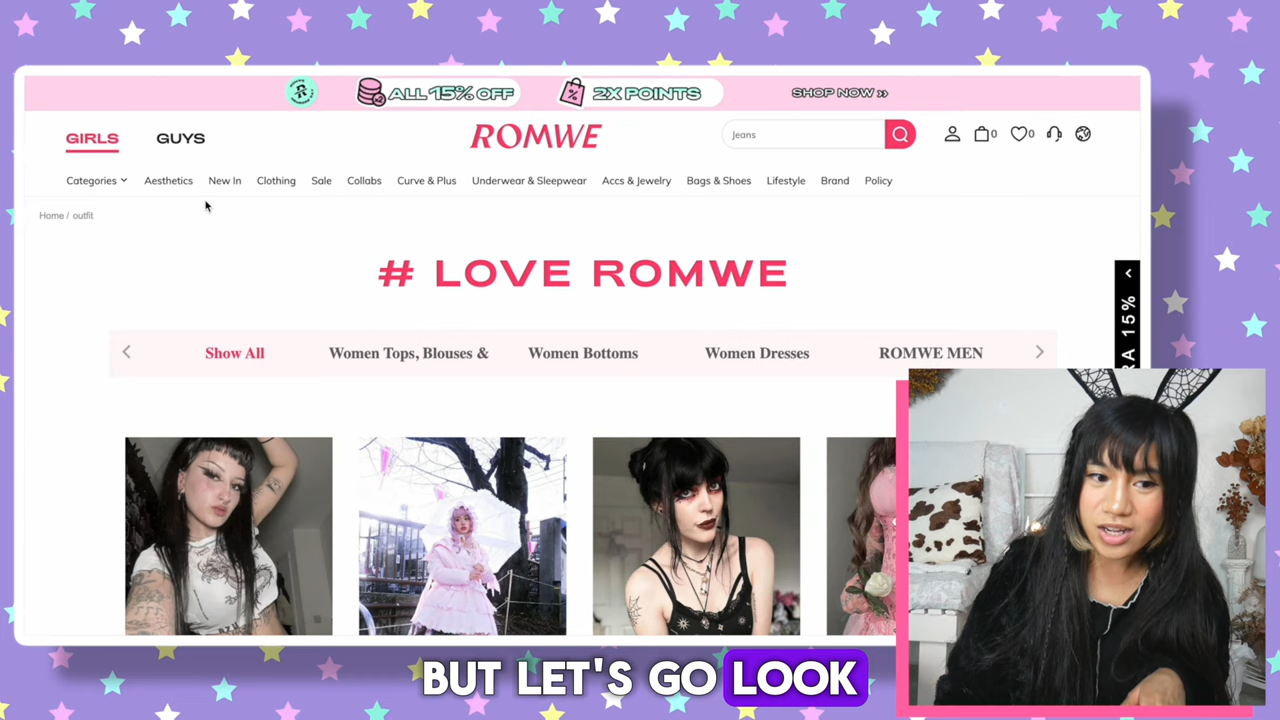 ALL 15% OFF
2X POINTS
SHOP NOW »
GIRLS
GUYS
ROMWE
Jeans
0
0
Categories
Aesthetics
New In
Clothing
Sale
Collabs
Curve & Plus
Underwear & Sleepwear
Accs & Jewelry
Bags & Shoes
Lifestyle
Brand
Policy
Home / outfit
# LOVE ROMWE
RA 15%
Show All
Women Tops, Blouses &
Women Bottoms
Women Dresses
ROMWE MEN
BUT LET'S GO LOOK